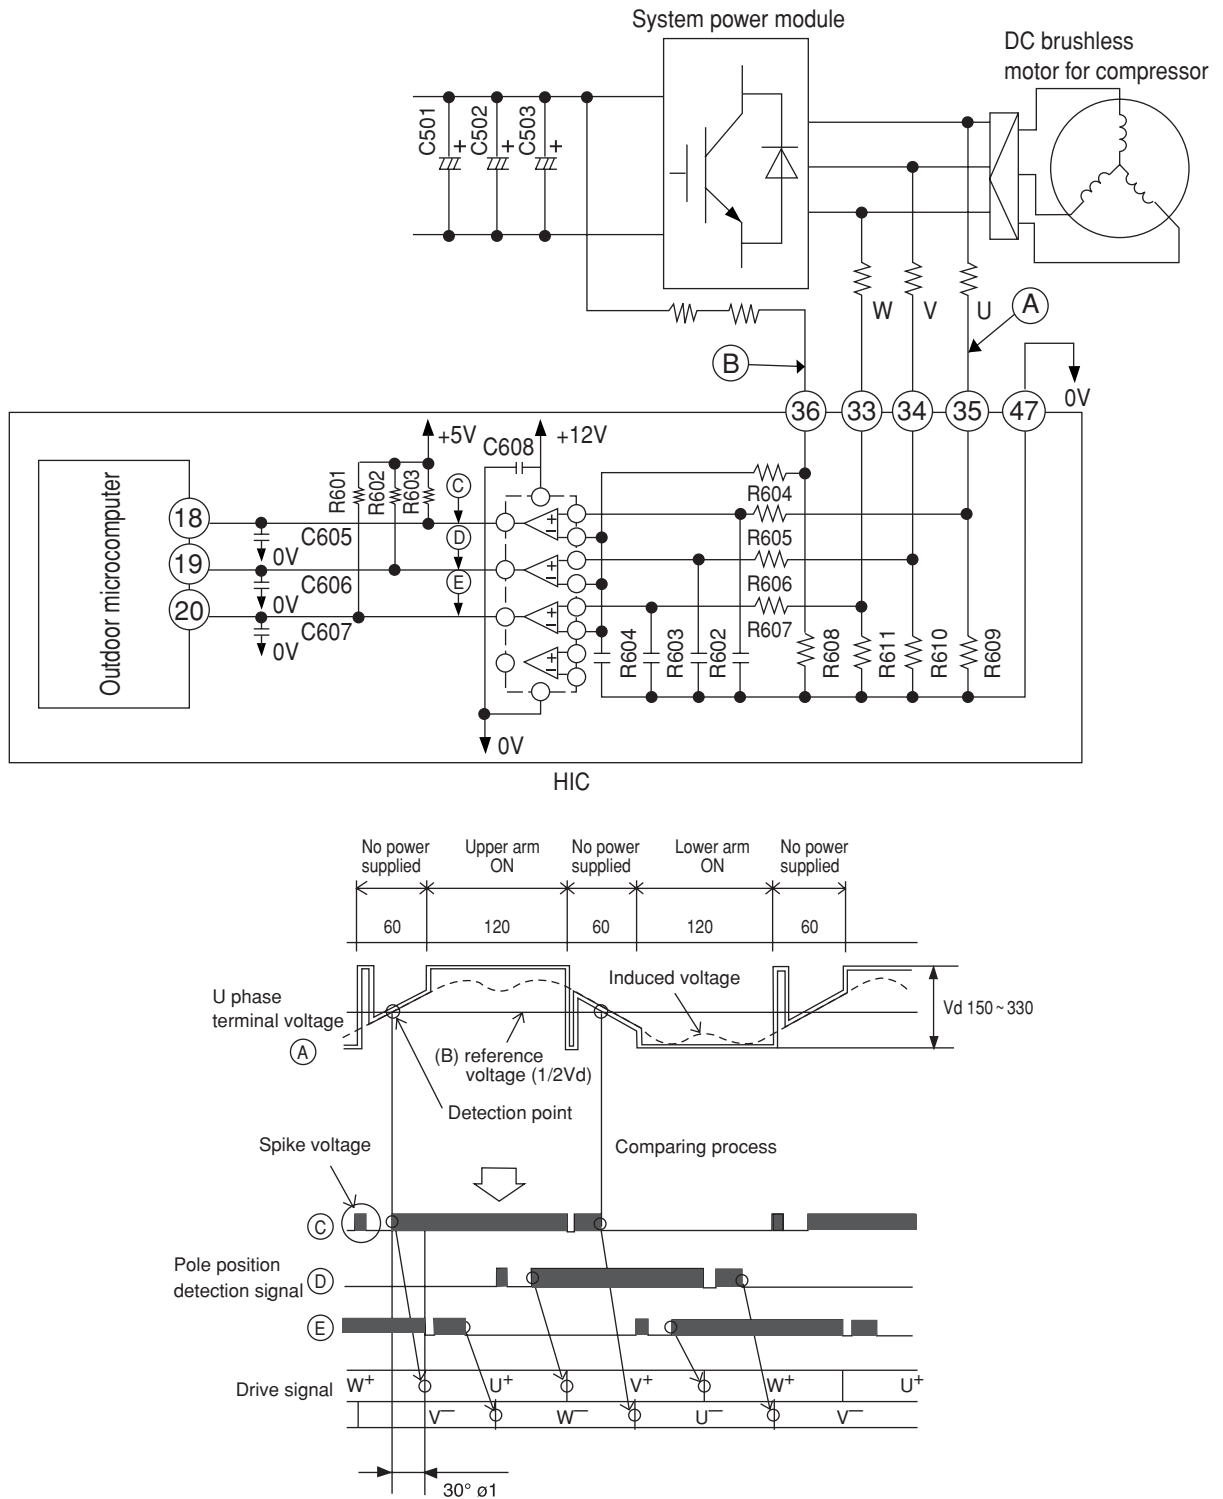 System power module
DC brushless
motor for compressor
C501
C502
C503
+
+
+
W
V
U
A
B
36
33
34
35
47
0V
+5V
C608
+12V
Outdoor microcomputer
18
19
20
R601
R602
R603
C
D
E
C605
0V
C606
0V
C607
0V
+
−
+
−
+
−
+
−
R604
R605
R606
R607
R604
R603
R602
R608
R611
R610
R609
0V
HIC
No power
supplied
Upper arm
ON
No power
supplied
Lower arm
ON
No power
supplied
60
120
60
120
60
U phase
terminal voltage
A
Induced voltage
Vd 150~330
(B) reference
voltage (1/2Vd)
Detection point
Spike voltage
Comparing process
C
Pole position
detection signal
D
E
Drive signal
W+ U+ V+ W+ U+
V− W− U− V−
30° ø1